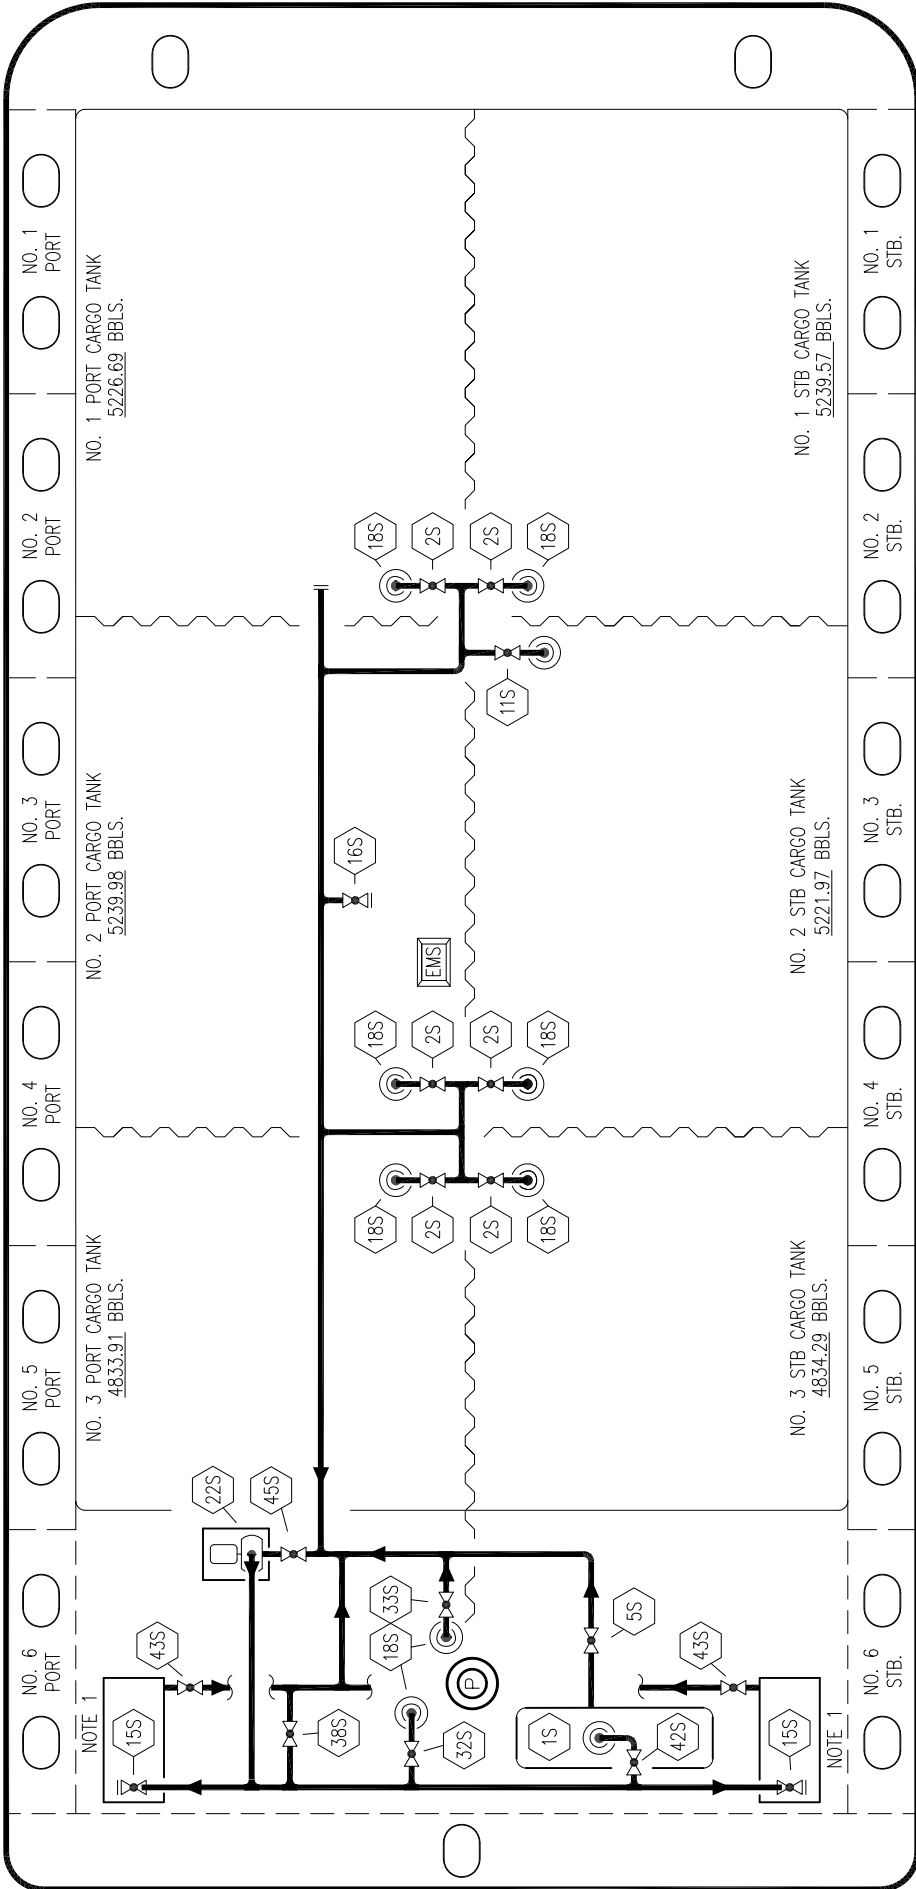 NO. 1
PORT
NO. 2
PORT
NO. 3
PORT
NO. 4
PORT
NO. 5
PORT
NO. 6
PORT
NO. 1 PORT CARGO TANK
5226.69 BBLS.
NO. 2 PORT CARGO TANK
5239.98 BBLS.
NO. 3 PORT CARGO TANK
4833.91 BBLS.
NO. 1 STB CARGO TANK
5239.57 BBLS.
NO. 2 STB CARGO TANK
5221.97 BBLS.
NO. 3 STB CARGO TANK
4834.29 BBLS.
NO. 1
STB.
NO. 2
STB.
NO. 3
STB.
NO. 4
STB.
NO. 5
STB.
NO. 6
STB.
18S
2S
2S
18S
11S
16S
EMS
18S
2S
2S
18S
18S
2S
2S
18S
22S
45S
33S
18S
5S
43S
43S
P
NOTE 1
15S
38S
32S
1S
42S
15S
NOTE 1